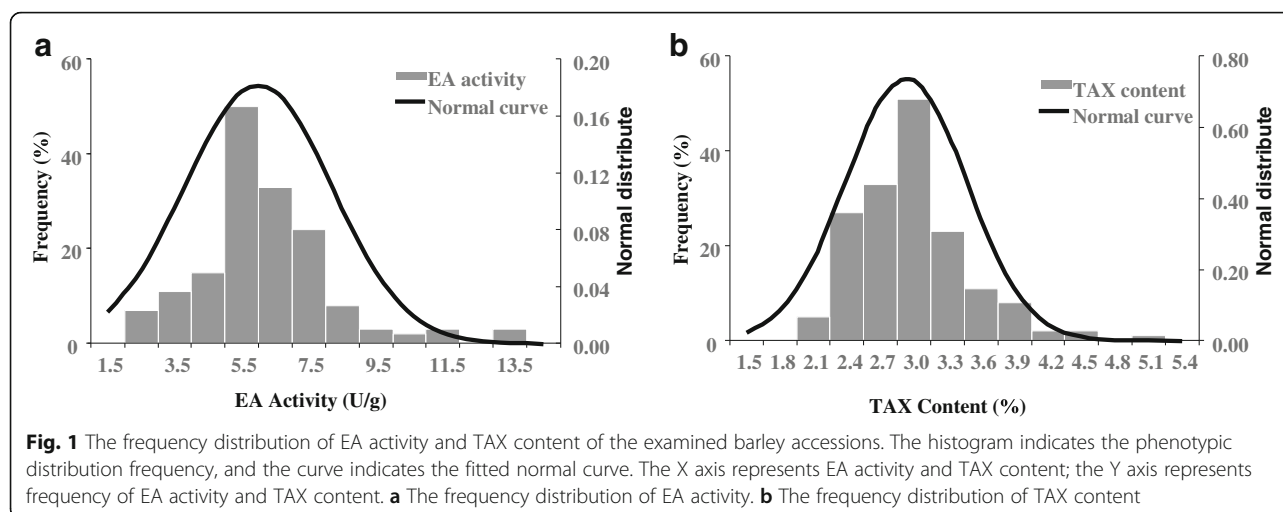 a
60
40
20
0
Frequency (%)
EA activity
Normal curve
0.20
0.16
0.12
0.08
0.04
0.00
Normal distribute
1.5 3.5 5.5 7.5 9.5 11.5 13.5
EA Activity (U/g)
b
60
40
20
0
Frequency (%)
TAX content
Normal curve
0.80
0.60
0.40
0.20
0.00
Normal distribute
1.5 1.8 2.1 2.4 2.7 3.0 3.3 3.6 3.9 4.2 4.5 4.8 5.1 5.4
TAX Content (%)
Fig. 1 The frequency distribution of EA activity and TAX content of the examined barley accessions. The histogram indicates the phenotypic
distribution frequency, and the curve indicates the fitted normal curve. The X axis represents EA activity and TAX content; the Y axis represents
frequency of EA activity and TAX content. a The frequency distribution of EA activity. b The frequency distribution of TAX content